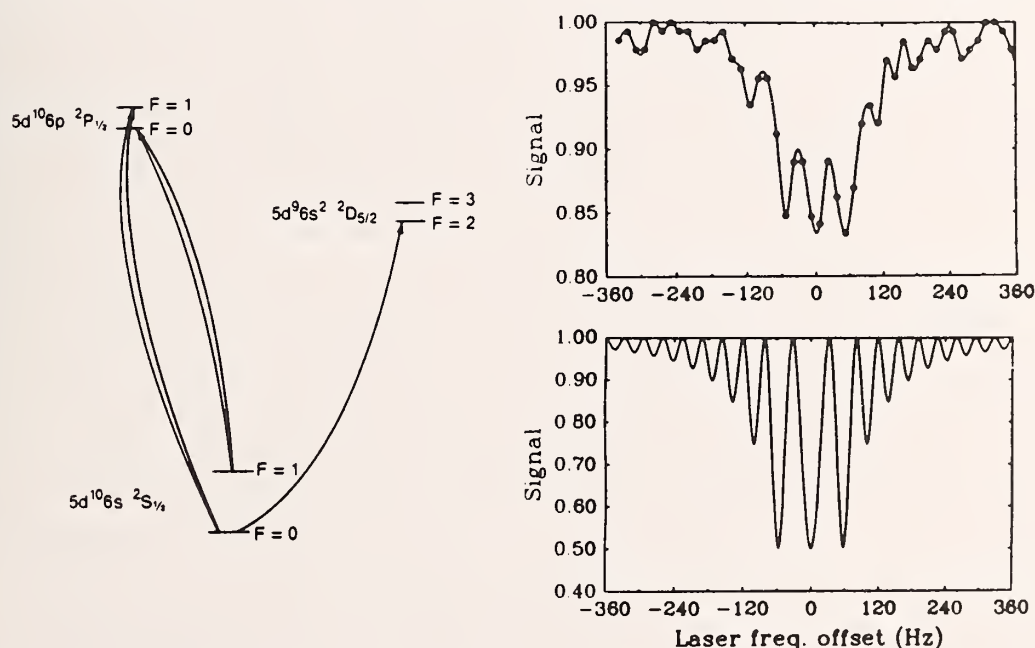 5d¹⁰6p ²P₁/₂
F = 1
F = 0
5d⁹6s² ²D₅/₂
F = 3
F = 2
5d¹⁰6s ²S₁/₂
F = 1
F = 0
Signal
1.00
0.95
0.90
0.85
0.80
-360 -240 -120 0 120 240 360
Signal
1.00
0.90
0.80
0.70
0.60
0.50
0.40
-360 -240 -120 0 120 240 360
Laser freq. offset (Hz)